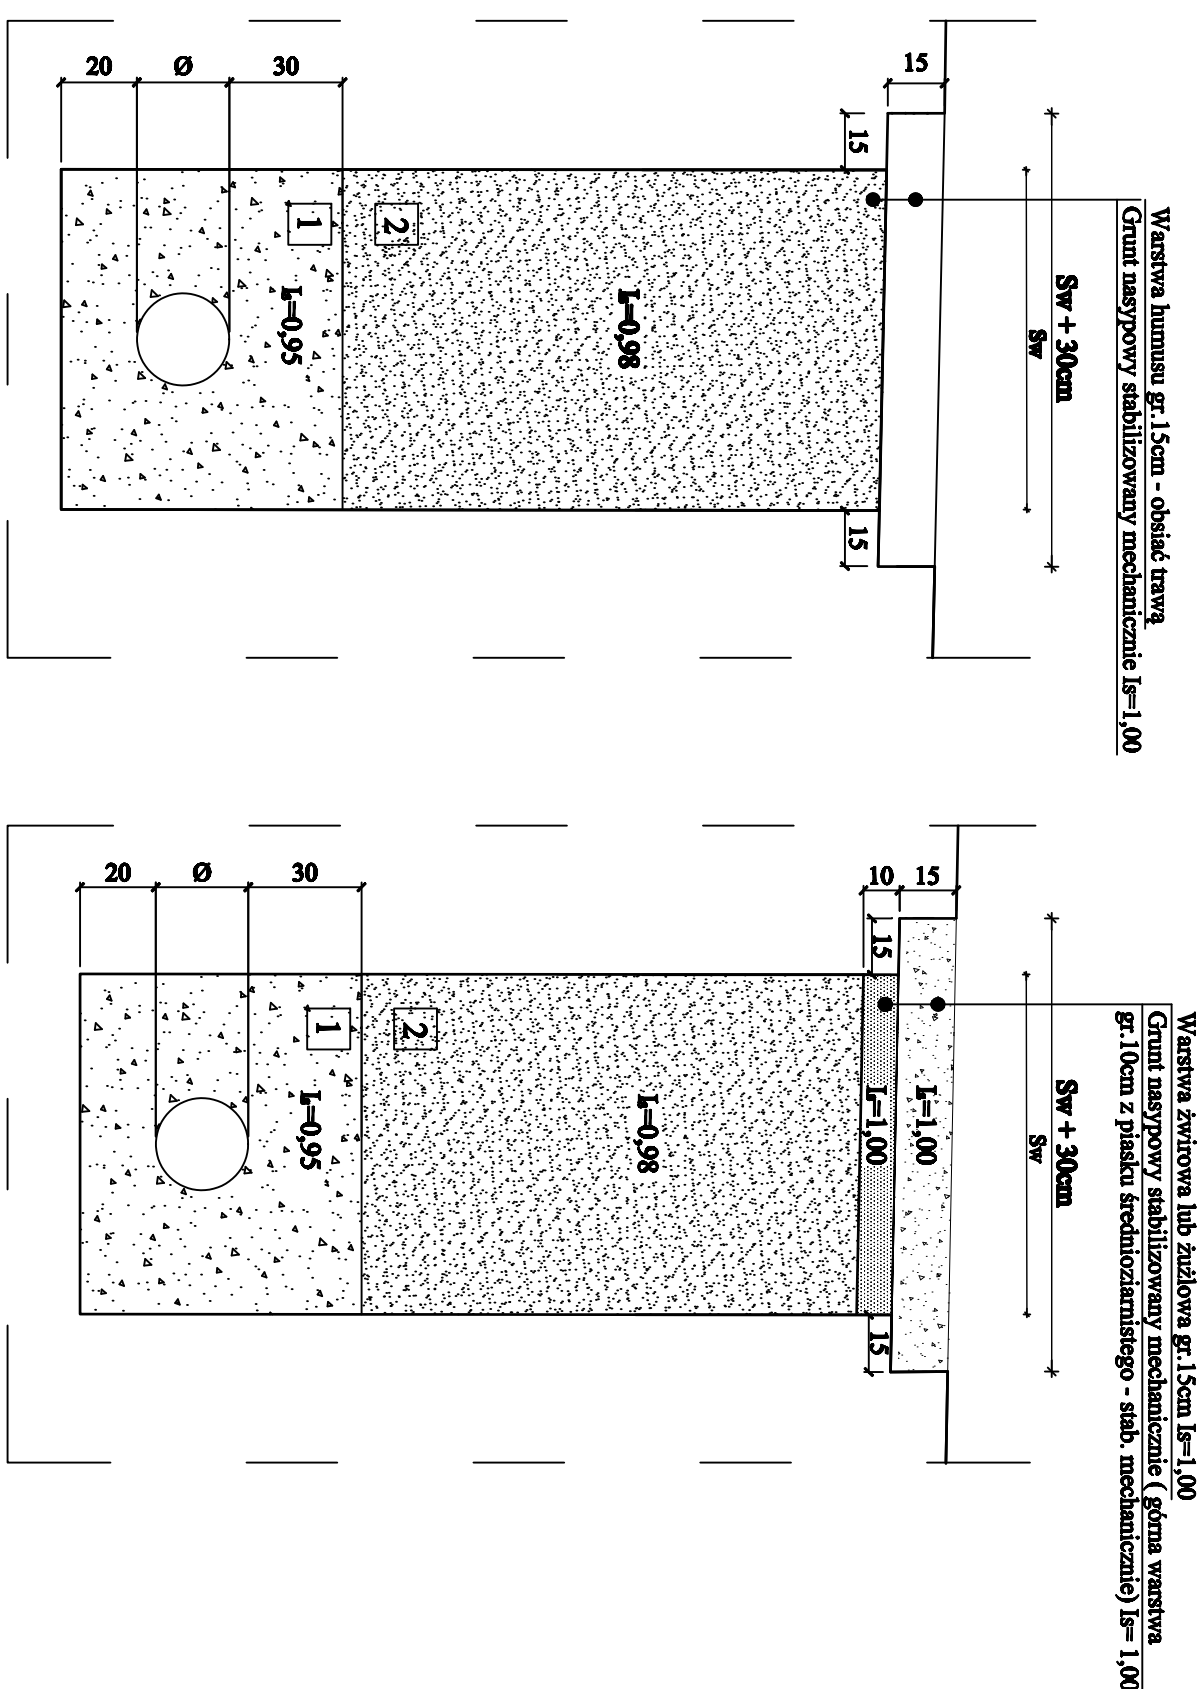 Warstwa humusu gr.15cm - obsiać trawą
Grunt nasypowy stabilizowany mechanicznie Is=1,00
Sw + 30cm
Sw
15
15
15
2
Iₛ=0,98
1
Iₛ=0,95
30
Ø
20
Warstwa żwirowa lub żużlowa gr.15cm Is=1,00
Grunt nasypowy stabilizowany mechanicznie ( górna warstwa
gr.10cm z piasku średnioziarnistego - stab. mechanicznie) Is= 1,00
Sw + 30cm
Sw
15
10
15
15
Iₛ=1,00
Iₛ=1,00
2
Iₛ=0,98
1
Iₛ=0,95
30
Ø
20